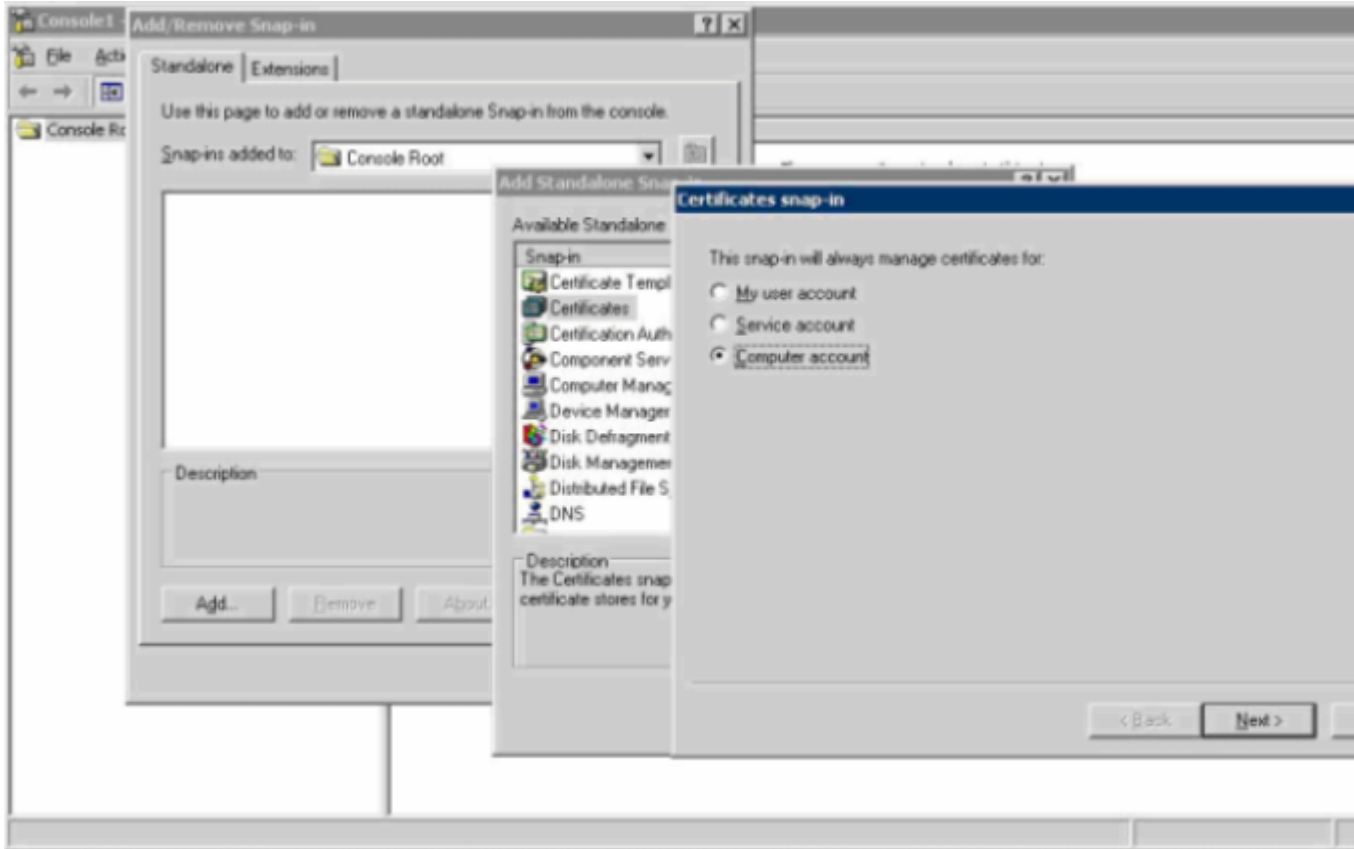 Console1
File
Console
Add/Remove Snap-in
Standalone
Extensions
Use this page to add or remove a standalone Snap-in from the console.
Snap-ins added to:
Console Root
Description
Add...
Remove
About
Add Standalone
Available Standalone
Snap-in
Certificate Templ
Certificates
Certification Auth
Component Serv
Computer Manag
Device Manager
Disk Defragment
Disk Managemen
Distributed File S
DNS
Description
The Certificates snap
certificate stores for y
Certificates snap-in
This snap-in will always manage certificates for:
My user account
Service account
Computer account
< Back
Next >